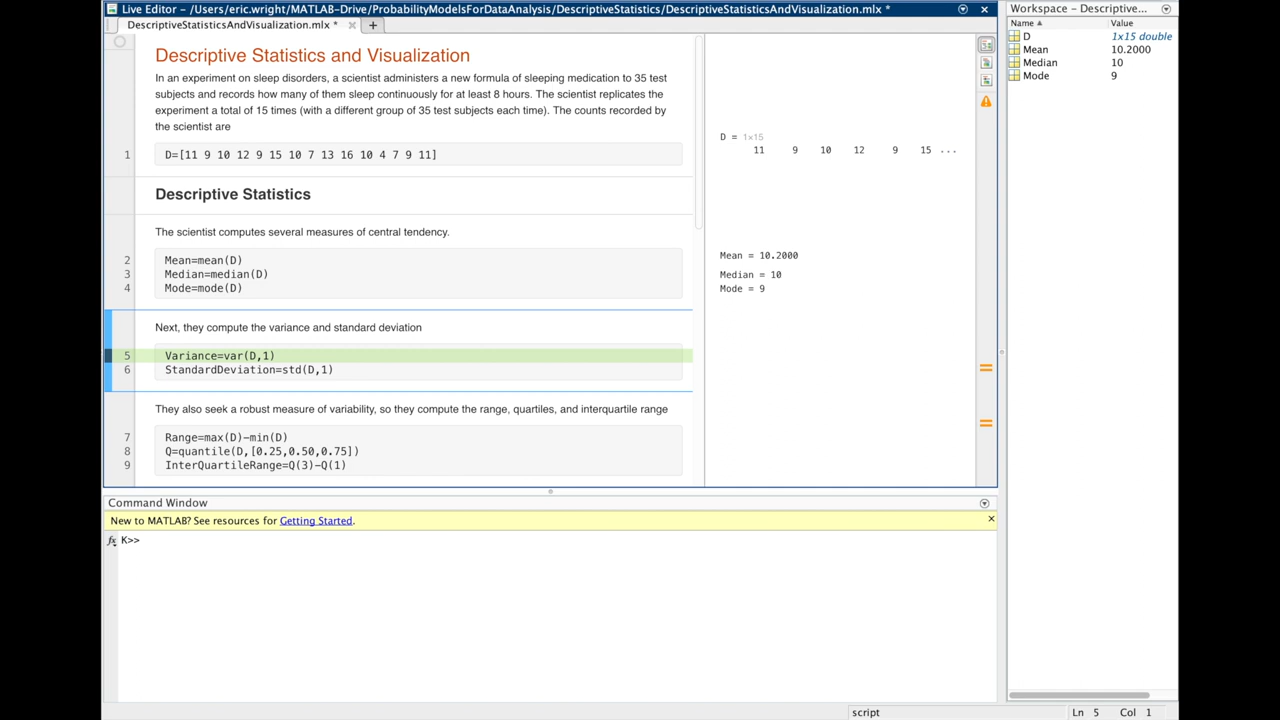 Live Editor - /Users/eric.wright/MATLAB-Drive/ProbabilityModelsForDataAnalysis/DescriptiveStatistics/DescriptiveStatisticsAndVisualization.mlx *
DescriptiveStatisticsAndVisualization.mlx *
Descriptive Statistics and Visualization
In an experiment on sleep disorders, a scientist administers a new formula of sleeping medication to 35 test
subjects and records how many of them sleep continuously for at least 8 hours. The scientist replicates the
experiment a total of 15 times (with a different group of 35 test subjects each time). The counts recorded by
the scientist are
1 D=[11 9 10 12 9 15 10 7 13 16 10 4 7 9 11]
Descriptive Statistics
The scientist computes several measures of central tendency.
2 Mean=mean(D)
3 Median=median(D)
4 Mode=mode(D)
Next, they compute the variance and standard deviation
5 Variance=var(D,1)
6 StandardDeviation=std(D,1)
They also seek a robust measure of variability, so they compute the range, quartiles, and interquartile range
7 Range=max(D)-min(D)
8 Q=quantile(D,[0.25,0.50,0.75])
9 InterQuartileRange=Q(3)-Q(1)
D = 1×15
11 9 10 12 9 15 ...
Mean = 10.2000
Median = 10
Mode = 9
Workspace - Descriptive...
Name Value
D 1x15 double
Mean 10.2000
Median 10
Mode 9
Command Window
New to MATLAB? See resources for Getting Started.
fx K>>
script Ln 5 Col 1